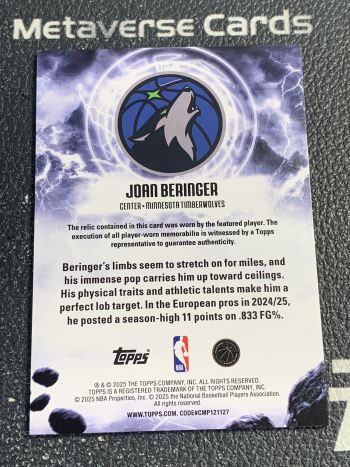 Metaverse Cards
JOAN BERINGER
CENTER • MINNESOTA TIMBERWOLVES
The relic contained in this card was worn by the featured player. The
execution of all player-worn memorabilia is witnessed by a Topps
representative to guarantee authenticity.
Beringer's limbs seem to stretch on for miles, and
his immense pop carries him up toward ceilings.
His physical traits and athletic talents make him a
perfect lob target. In the European pros in 2024/25,
he posted a season-high 11 points on .833 FG%.
Topps
NBA
® & © 2025 THE TOPPS COMPANY, INC. ALL RIGHTS RESERVED.
TOPPS IS A REGISTERED TRADEMARK OF THE TOPPS COMPANY, INC.
© 2025 NBA Properties, Inc. © 2025 the National Basketball Players Association.
All Rights Reserved.
WWW.TOPPS.COM. CODE#CMP121127